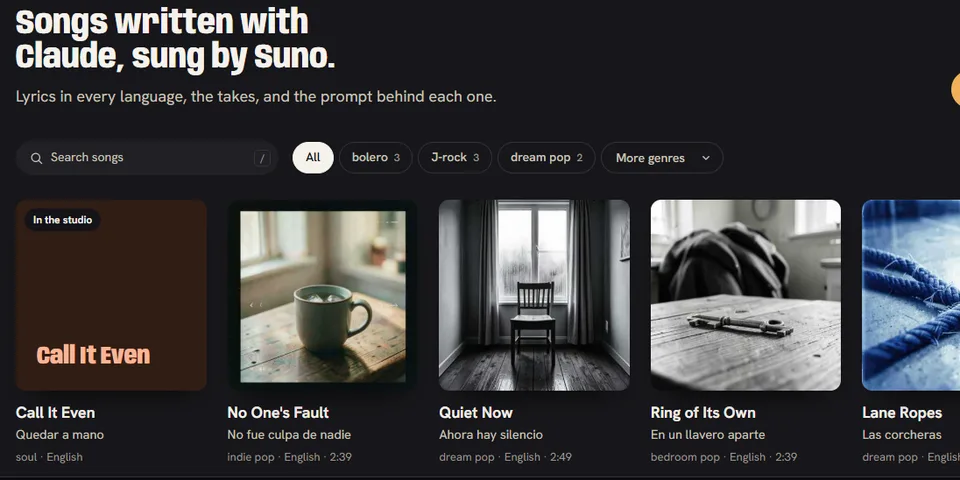 Songs written with
Claude, sung by Suno.
Lyrics in every language, the takes, and the prompt behind each one.
Search songs /
All
bolero 3
J-rock 3
dream pop 2
More genres
In the studio
Call It Even
Call It Even
Quedar a mano
soul · English
No One's Fault
No fue culpa de nadie
indie pop · English · 2:39
Quiet Now
Ahora hay silencio
dream pop · English · 2:49
Ring of Its Own
En un llavero aparte
bedroom pop · English · 2:39
Lane Ropes
Las corcheras
dream pop